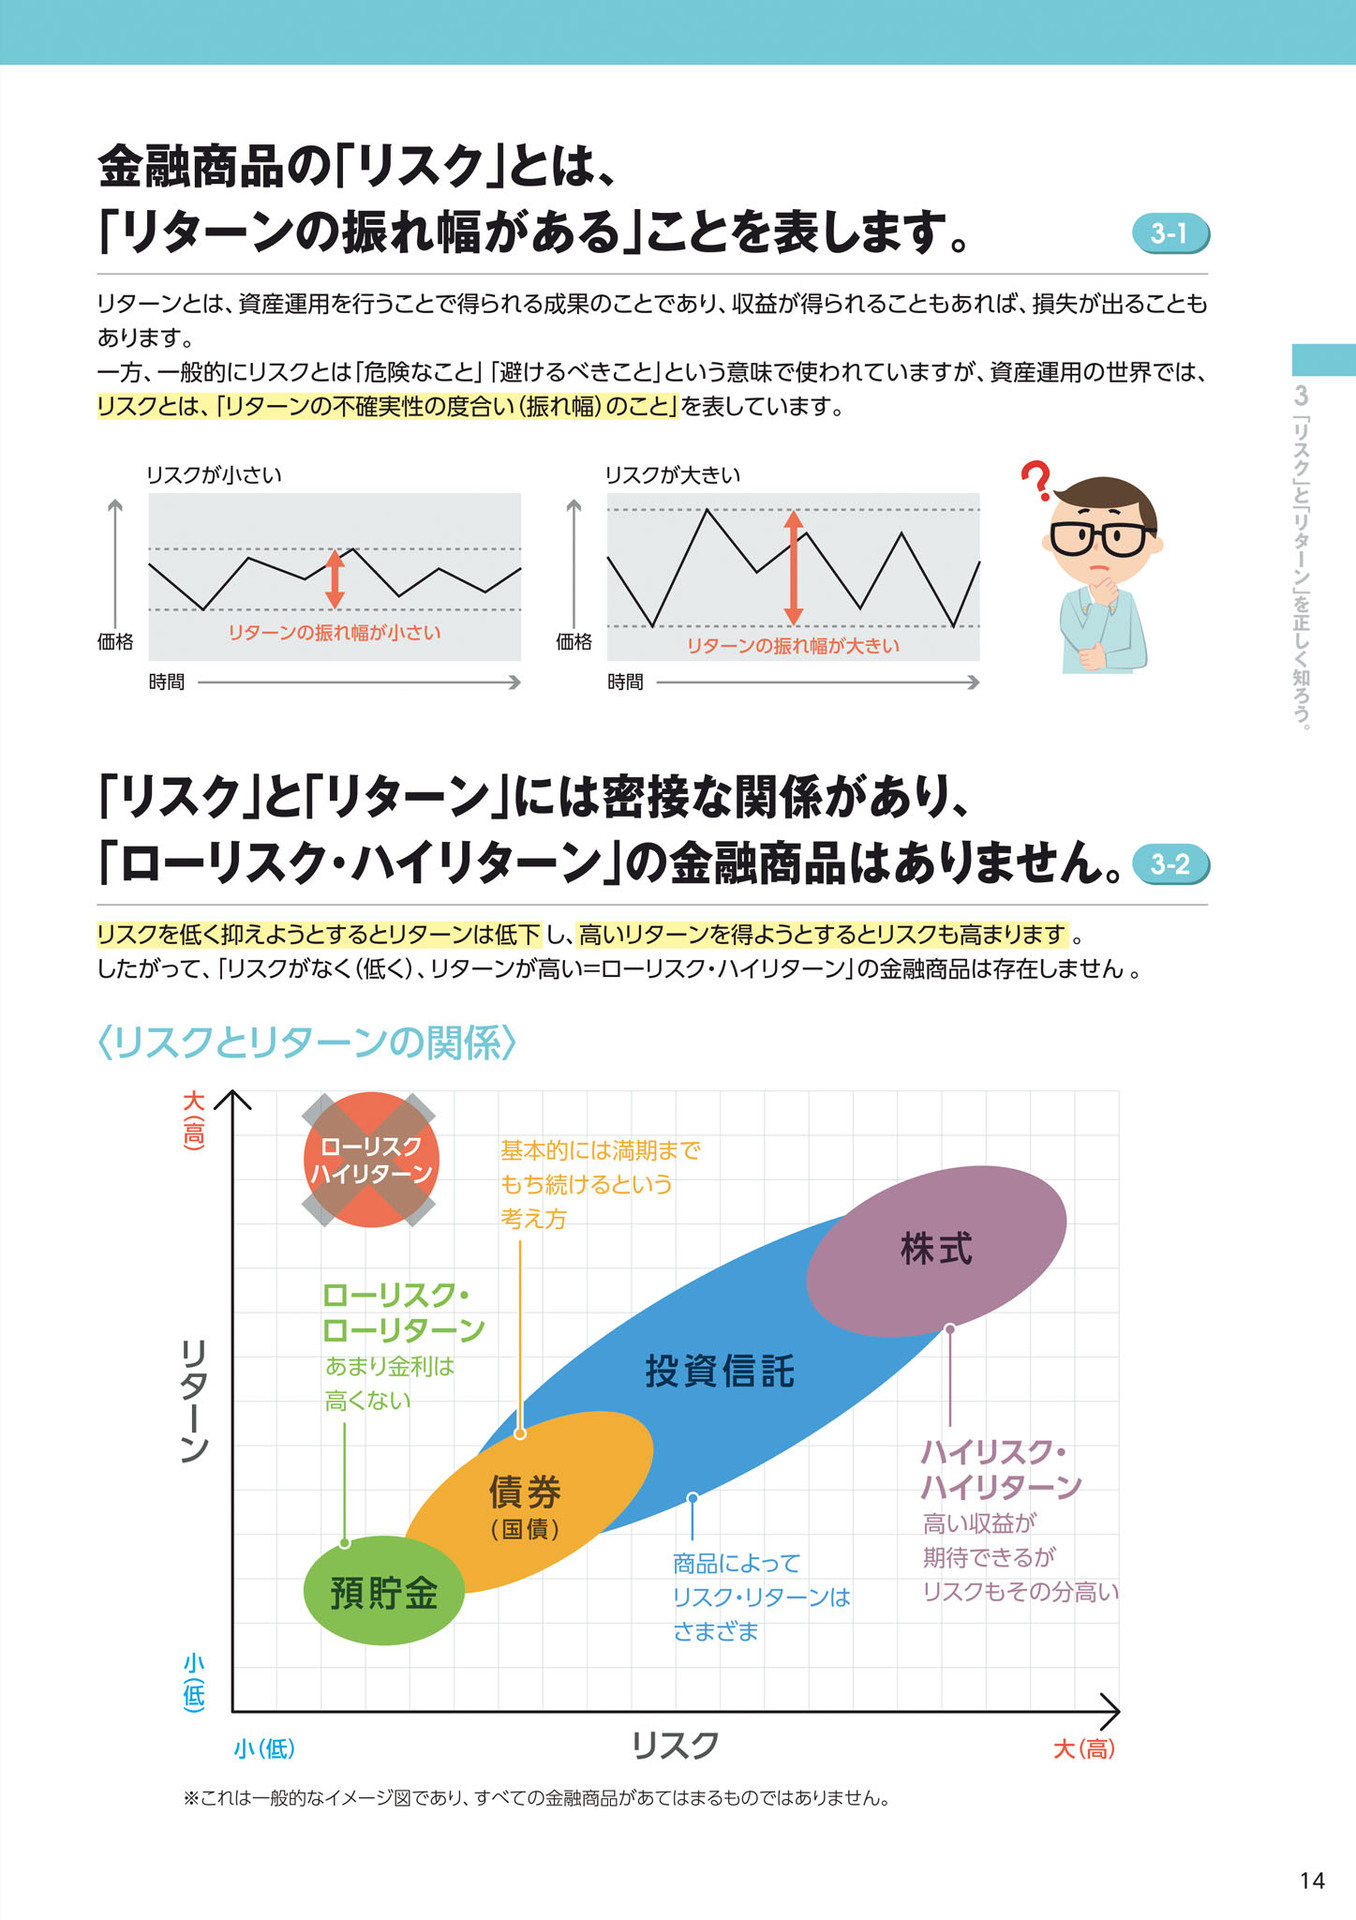 金融商品の「リスク」とは、
「リターンの振れ幅がある」ことを表します。
3-1
リターンとは、資産運用を行うことで得られる成果のことであり、収益が得られることもあれば、損失が出ることも
あります。
一方、一般的にリスクとは「危険なこと」「避けるべきこと」という意味で使われていますが、資産運用の世界では、
リスクとは、「リターンの不確実性の度合い(振れ幅)のこと」を表しています。
リスクが小さい
価格
リターンの振れ幅が小さい
時間
リスクが大きい
価格
リターンの振れ幅が大きい
時間
?
3 「リスク」と「リターン」を正しく知ろう。
「リスク」と「リターン」には密接な関係があり、
「ローリスク・ハイリターン」の金融商品はありません。
3-2
リスクを低く抑えようとするとリターンは低下し、高いリターンを得ようとするとリスクも高まります。
したがって、「リスクがなく(低く)、リターンが高い=ローリスク・ハイリターン」の金融商品は存在しません。
〈リスクとリターンの関係〉
大(高)
リターン
小(低)
ローリスク
ハイリターン
基本的には満期まで
もち続けるという
考え方
ローリスク・
ローリターン
あまり金利は
高くない
株式
投資信託
債券
(国債)
預貯金
ハイリスク・
ハイリターン
高い収益が
期待できるが
リスクもその分高い
商品によって
リスク・リターンは
さまざま
小(低)
リスク
大(高)
※これは一般的なイメージ図であり、すべての金融商品があてはまるものではありません。
14